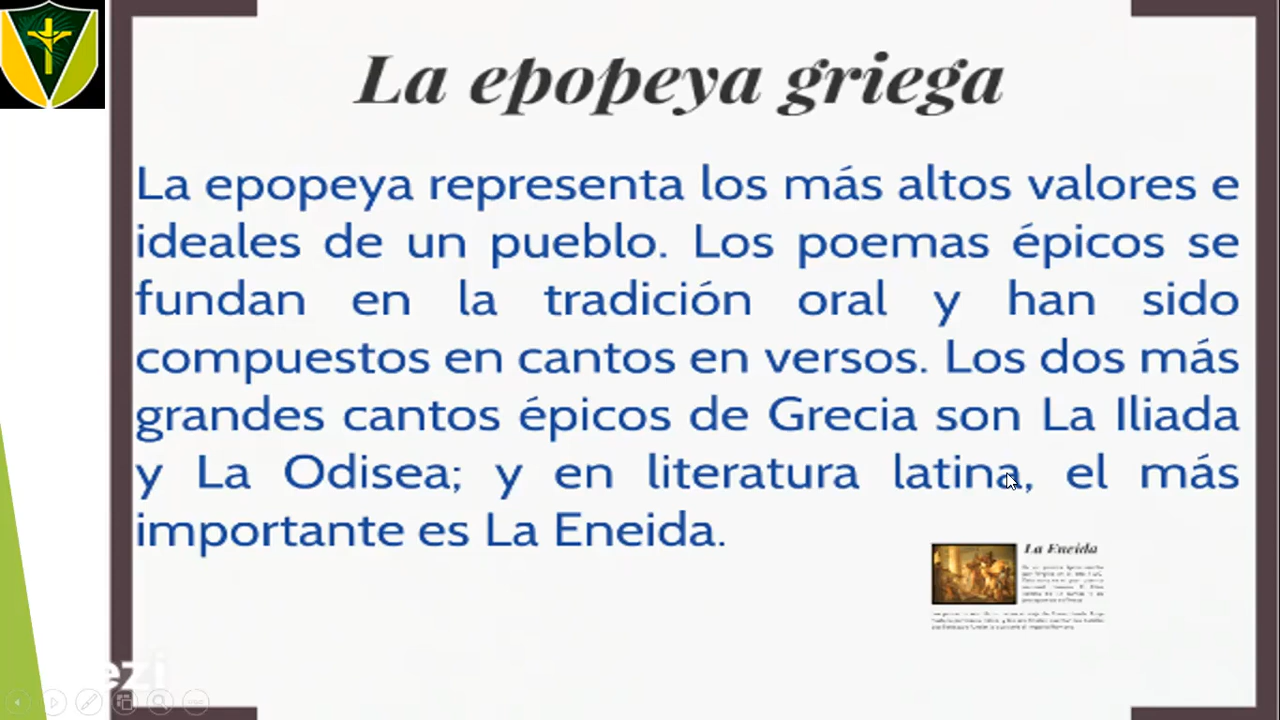 La epopeya griega
La epopeya representa los más altos valores e
ideales de un pueblo. Los poemas épicos se
fundan en la tradición oral y han sido
compuestos en cantos en versos. Los dos más
grandes cantos épicos de Grecia son La Iliada
y La Odisea; y en literatura latina, el más
importante es La Eneida.
La Eneida